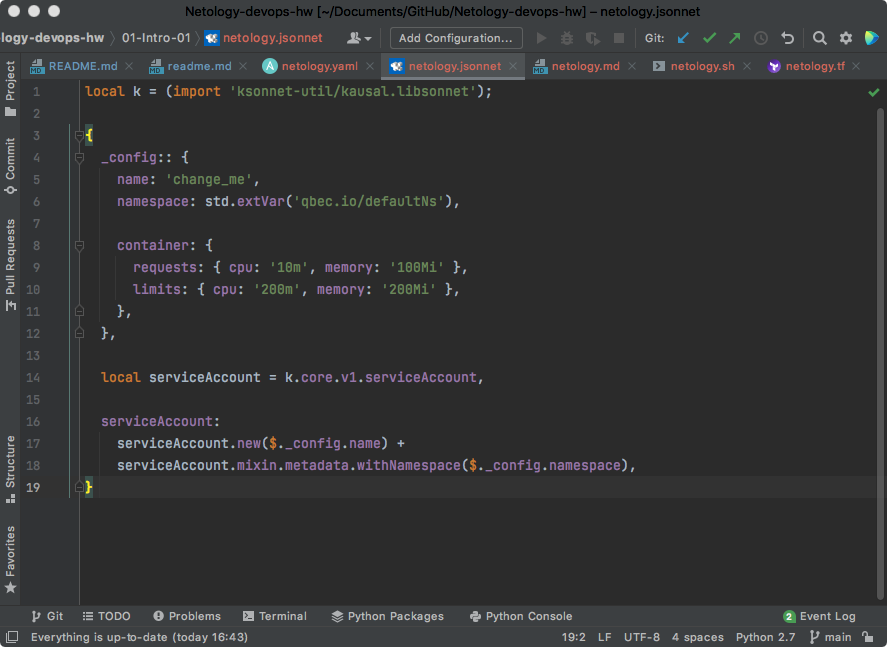 Netology-devops-hw [~/Documents/GitHub/Netology-devops-hw] – netology.jsonnet
logy-devops-hw 01-Intro-01 netology.jsonnet Add Configuration... Git:
README.md readme.md netology.yaml netology.jsonnet netology.md netology.sh netology.tf
Project
Commit
Pull Requests
Structure
Favorites
1 local k = (import 'ksonnet-util/kausal.libsonnet');
2
3 {
4 _config:: {
5 name: 'change_me',
6 namespace: std.extVar('qbec.io/defaultNs'),
7
8 container: {
9 requests: { cpu: '10m', memory: '100Mi' },
10 limits: { cpu: '200m', memory: '200Mi' },
11 },
12 },
13
14 local serviceAccount = k.core.v1.serviceAccount,
15
16 serviceAccount:
17 serviceAccount.new($._config.name) +
18 serviceAccount.mixin.metadata.withNamespace($._config.namespace),
19 }
Git TODO Problems Terminal Python Packages Python Console 2 Event Log
Everything is up-to-date (today 16:43) 19:2 LF UTF-8 4 spaces Python 2.7 main